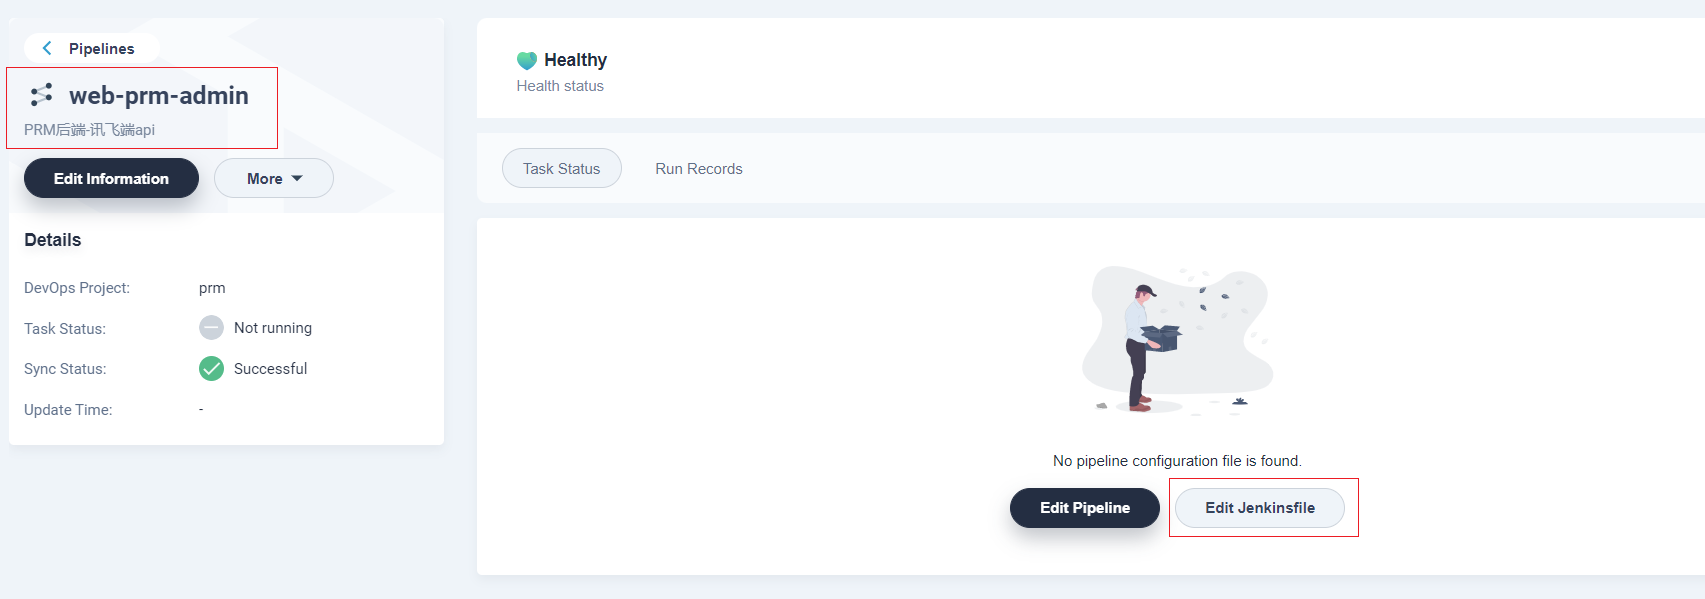 Pipelines
web-prm-admin
PRM后端-讯飞端api
Edit Information
More
Details
DevOps Project: prm
Task Status: Not running
Sync Status: Successful
Update Time: -
Healthy
Health status
Task Status
Run Records
No pipeline configuration file is found.
Edit Pipeline
Edit Jenkinsfile